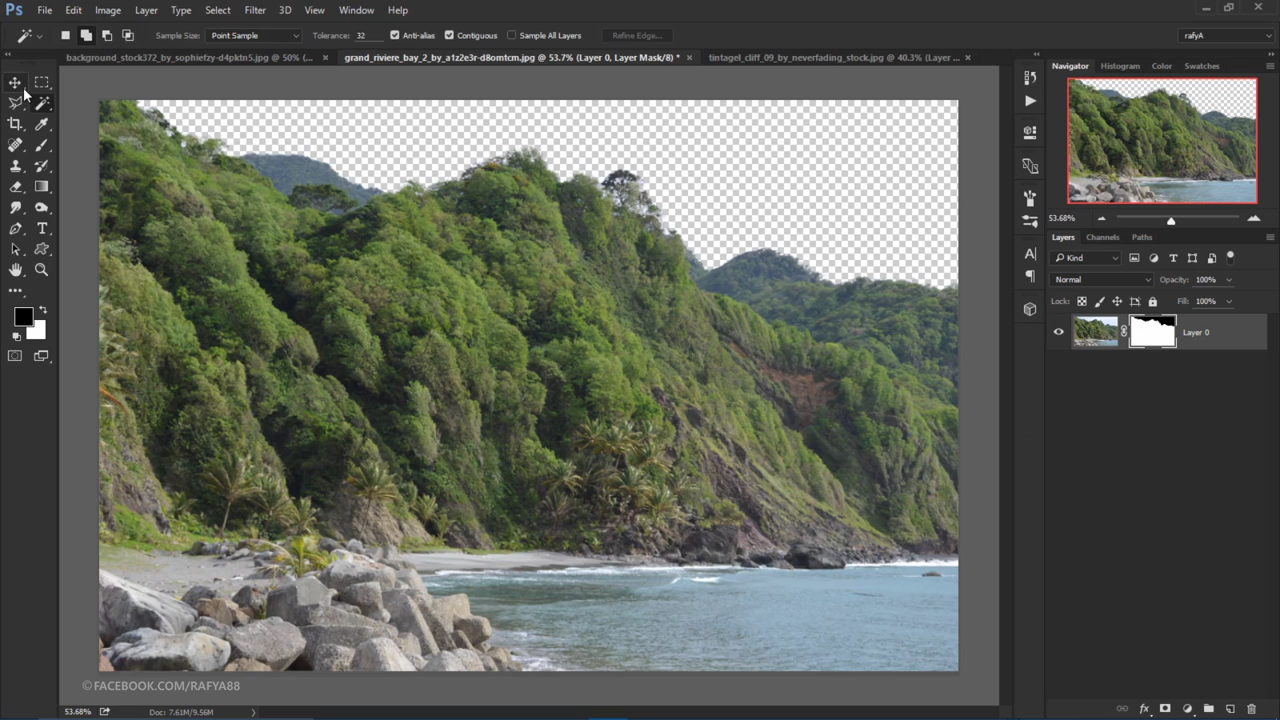 Ps File Edit Image Layer Type Select Filter 3D View Window Help
Sample Size: Point Sample Tolerance: 32 Anti-alias Contiguous Sample All Layers Refine Edge... rafyA
background_stock372_by_sophiefzy-d4pktn5.jpg @ 50% (... × grand_riviere_bay_2_by_a1z2e3r-d8omtcm.jpg @ 53.7% (Layer 0, Layer Mask/8) * × tintagel_cliff_09_by_neverfading_stock.jpg @ 40.3% (Layer ... ×
Navigator Histogram Color Swatches
53.68%
Layers Channels Paths
Kind
Normal Opacity: 100%
Lock: Fill: 100%
Layer 0
©FACEBOOK.COM/RAFYA88
53.68% Doc: 7.61M/9.56M
fx